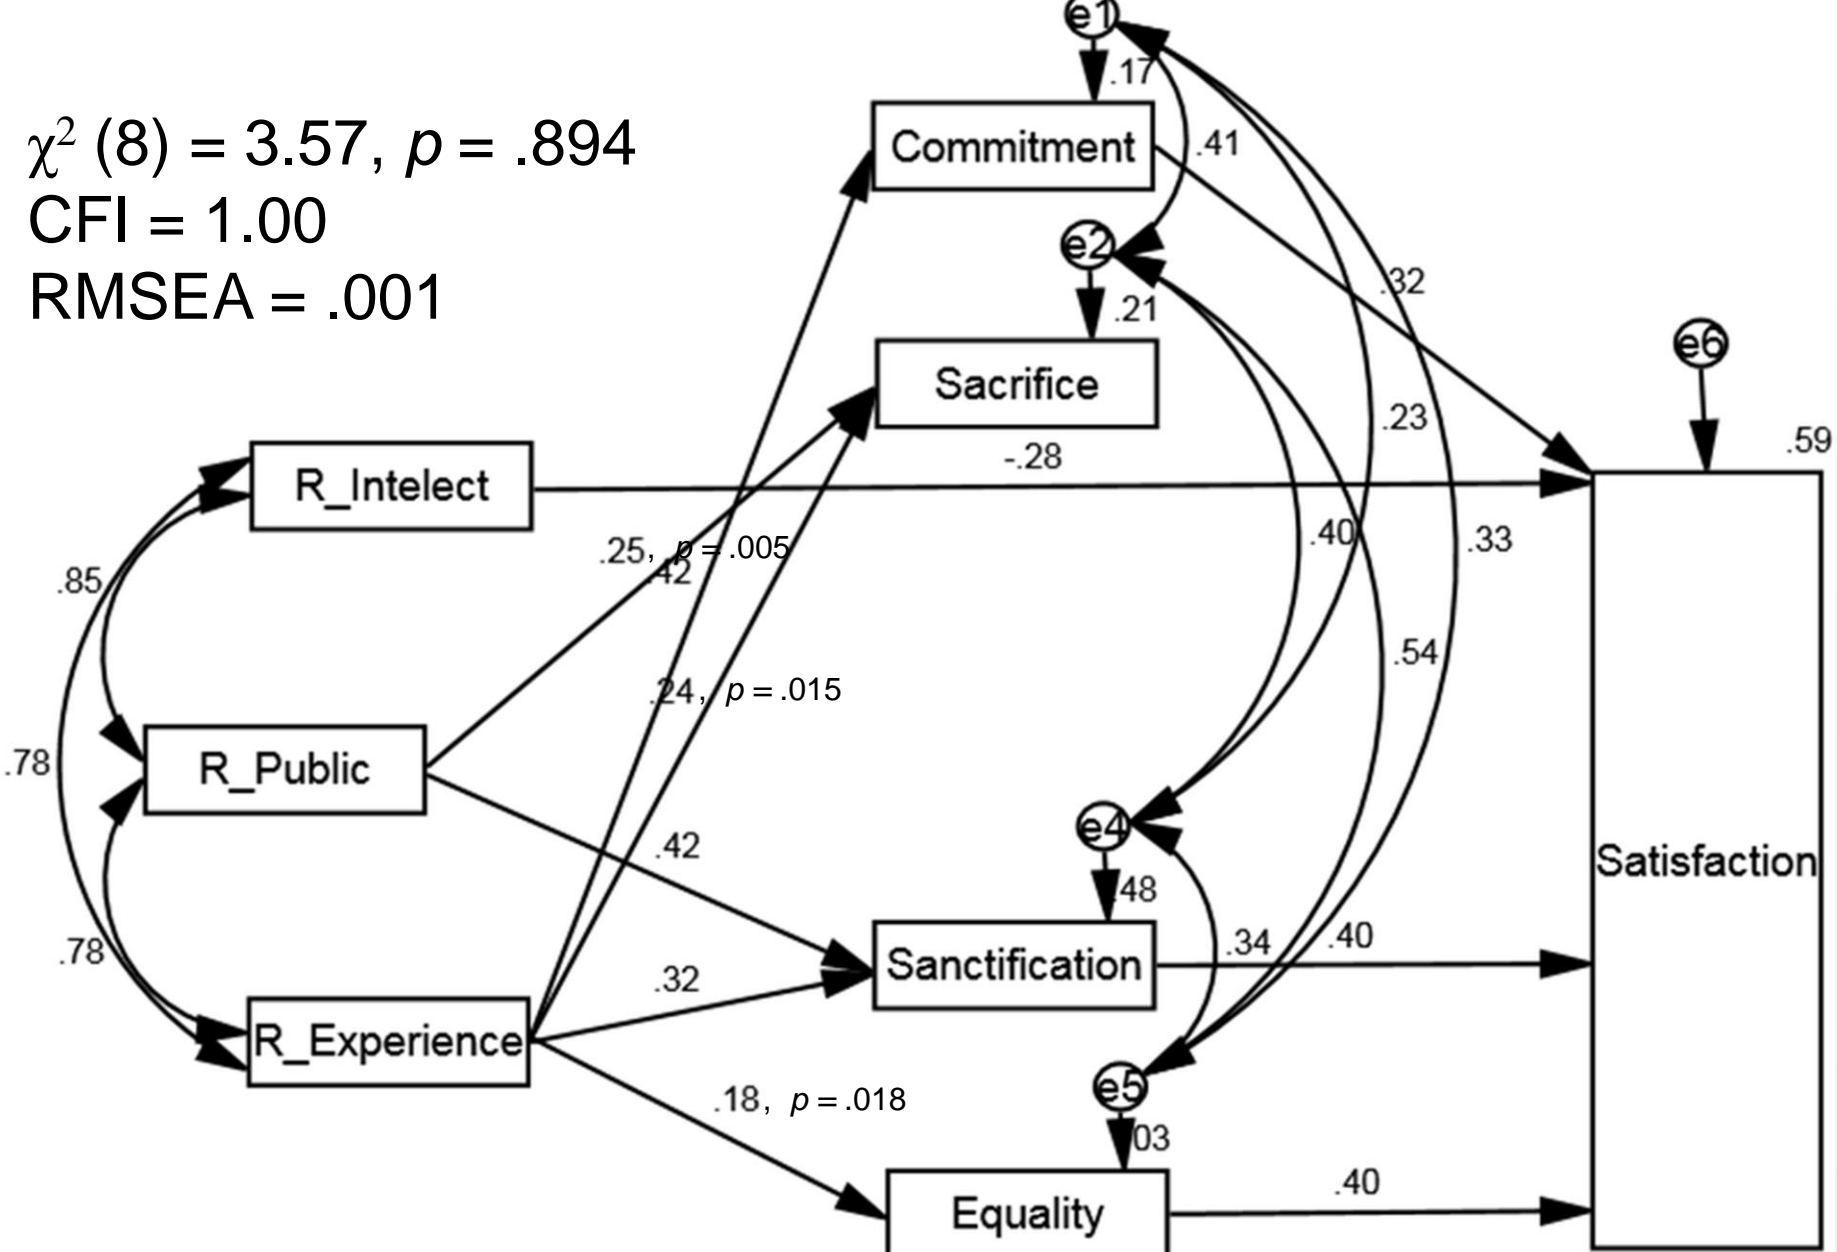 e1
.17
χ² (8) = 3.57, p = .894
Commitment
.41
CFI = 1.00
e2
RMSEA = .001
.32
.21
e6
Sacrifice
.23
.59
-.28
R_Intelect
.25, p = .005
.42
.40
.33
.85
.54
.24, p = .015
.78
R_Public
e4
.42
Satisfaction
.48
.34
.40
.78
.32
Sanctification
R_Experience
e5
.18, p = .018
03
.40
Equality